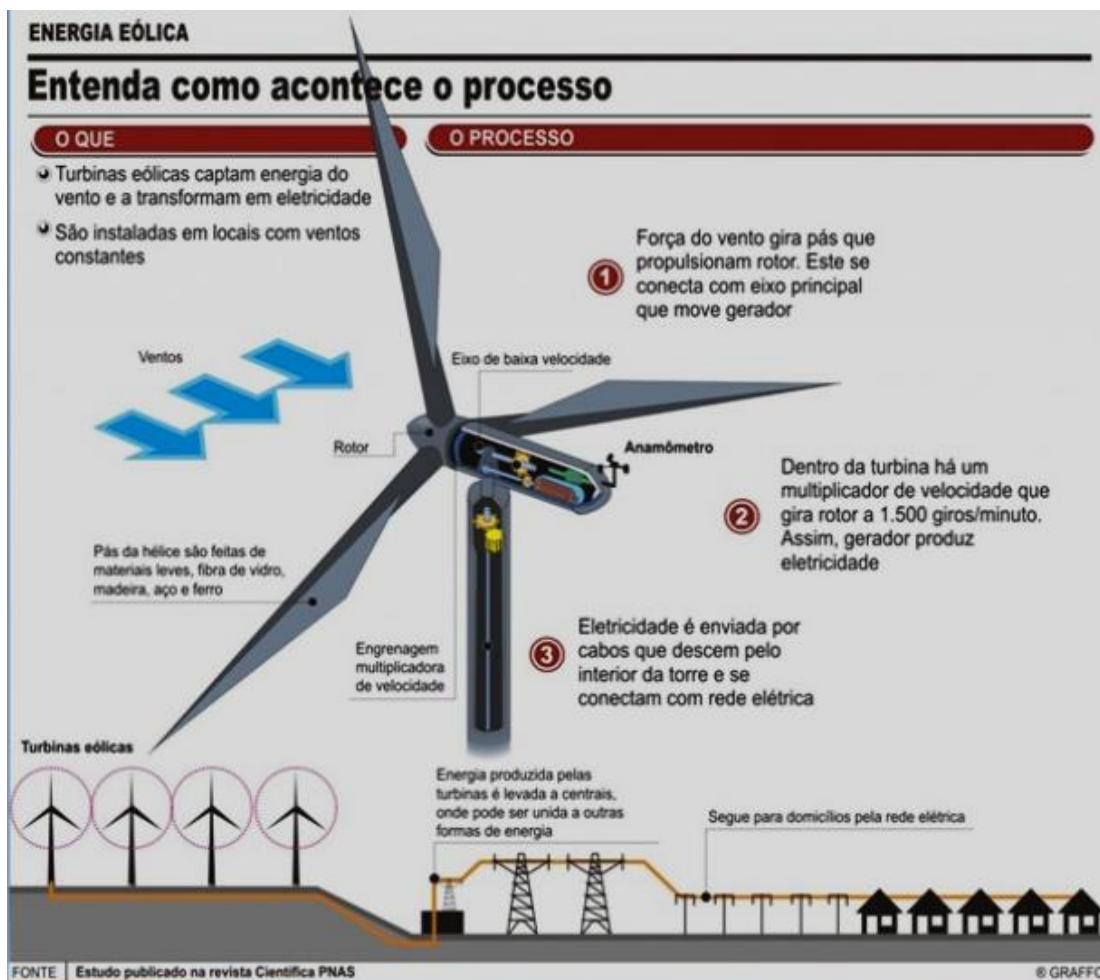 ENERGIA EÓLICA
Entenda como acontece o processo
O QUE
Turbinas eólicas captam energia do
vento e a transformam em eletricidade
São instaladas em locais com ventos
constantes
O PROCESSO
1
Força do vento gira pás que
propulsionam rotor. Este se
conecta com eixo principal
que move gerador
Ventos
Eixo de baixa velocidade
Rotor
Anamômetro
2
Dentro da turbina há um
multiplicador de velocidade que
gira rotor a 1.500 giros/minuto.
Assim, gerador produz
eletricidade
Pás da hélice são feitas de
materiais leves, fibra de vidro,
madeira, aço e ferro
Engrenagem
multiplicadora
de velocidade
3
Eletricidade é enviada por
cabos que descem pelo
interior da torre e se
conectam com rede elétrica
Turbinas eólicas
Energia produzida pelas
turbinas é levada a centrais,
onde pode ser unida a outras
formas de energia
Segue para domicílios pela rede elétrica
FONTE Estudo publicado na revista Científica PNAS
® GRAFFO